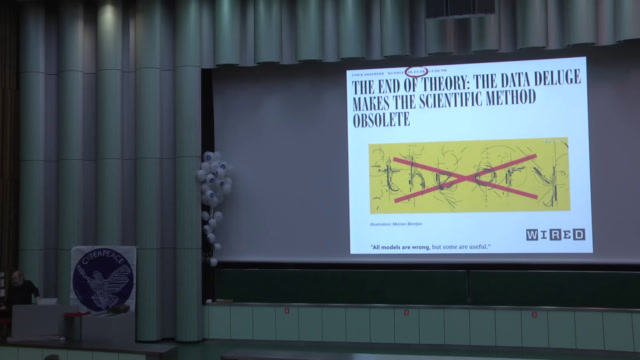 THE END OF THEORY: THE DATA DELUGE
MAKES THE SCIENTIFIC METHOD
OBSOLETE
theory
WIRED
"All models are wrong, but some are useful."
CYBERPEACE